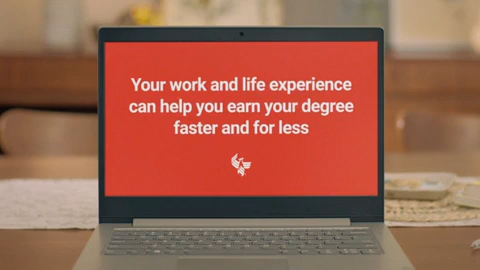 Your work and life experience
can help you earn your degree
faster and for less